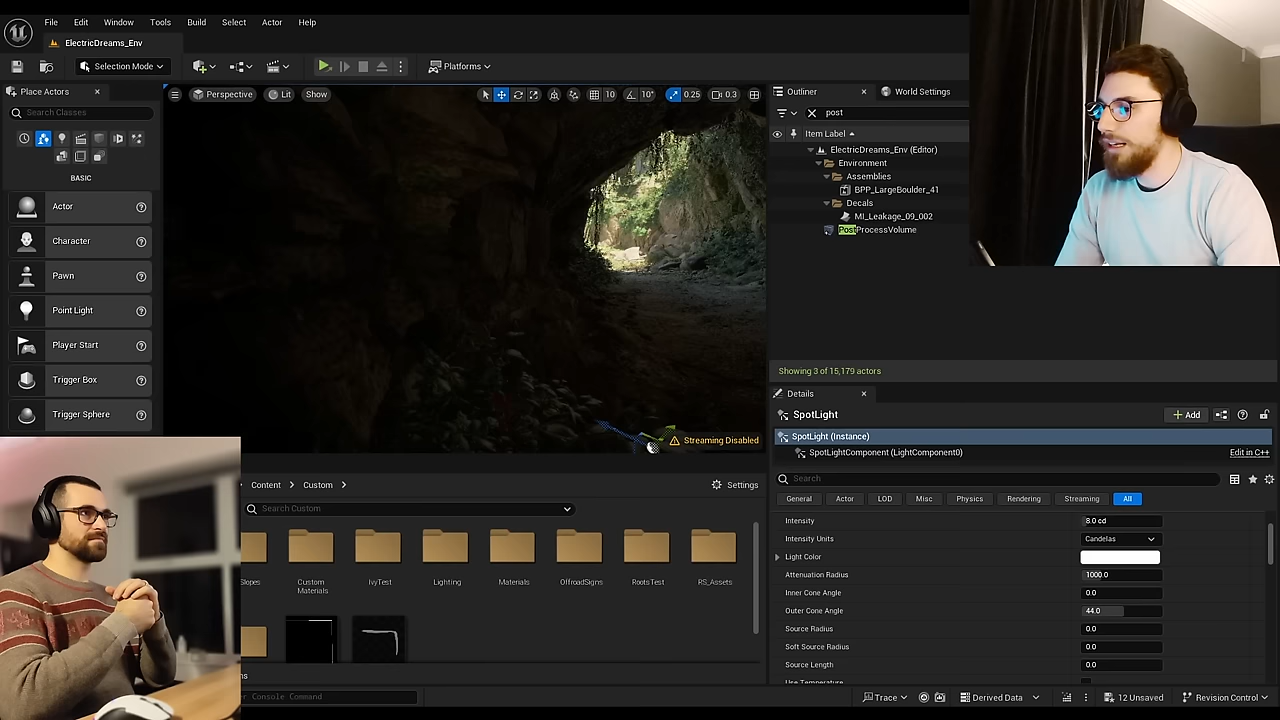 File Edit Window Tools Build Select Actor Help
ElectricDreams_Env
Selection Mode
Platforms
Place Actors
Search Classes
BASIC
Actor
Character
Pawn
Point Light
Player Start
Trigger Box
Trigger Sphere
Perspective Lit Show
10 10° 0.25 0.3
Streaming Disabled
Outliner World Settings
post
Item Label
ElectricDreams_Env (Editor)
Environment
Assemblies
BPP_LargeBoulder_41
Decals
MI_Leakage_09_002
PostProcessVolume
Showing 3 of 15,179 actors
Details
SpotLight
Add
SpotLight (Instance)
SpotLightComponent (LightComponent0)
Edit in C++
Search
General Actor LOD Misc Physics Rendering Streaming All
Intensity 8.0 cd
Intensity Units Candelas
Light Color
Attenuation Radius 1000.0
Inner Cone Angle 0.0
Outer Cone Angle 44.0
Source Radius 0.0
Soft Source Radius 0.0
Source Length 0.0
Use Temperature
Content Custom
Settings
Search Custom
Slopes
Custom Materials
IvyTest
Lighting
Materials
OffroadSigns
RootsTest
RS_Assets
ms
er Console Command
Trace Derived Data 12 Unsaved Revision Control